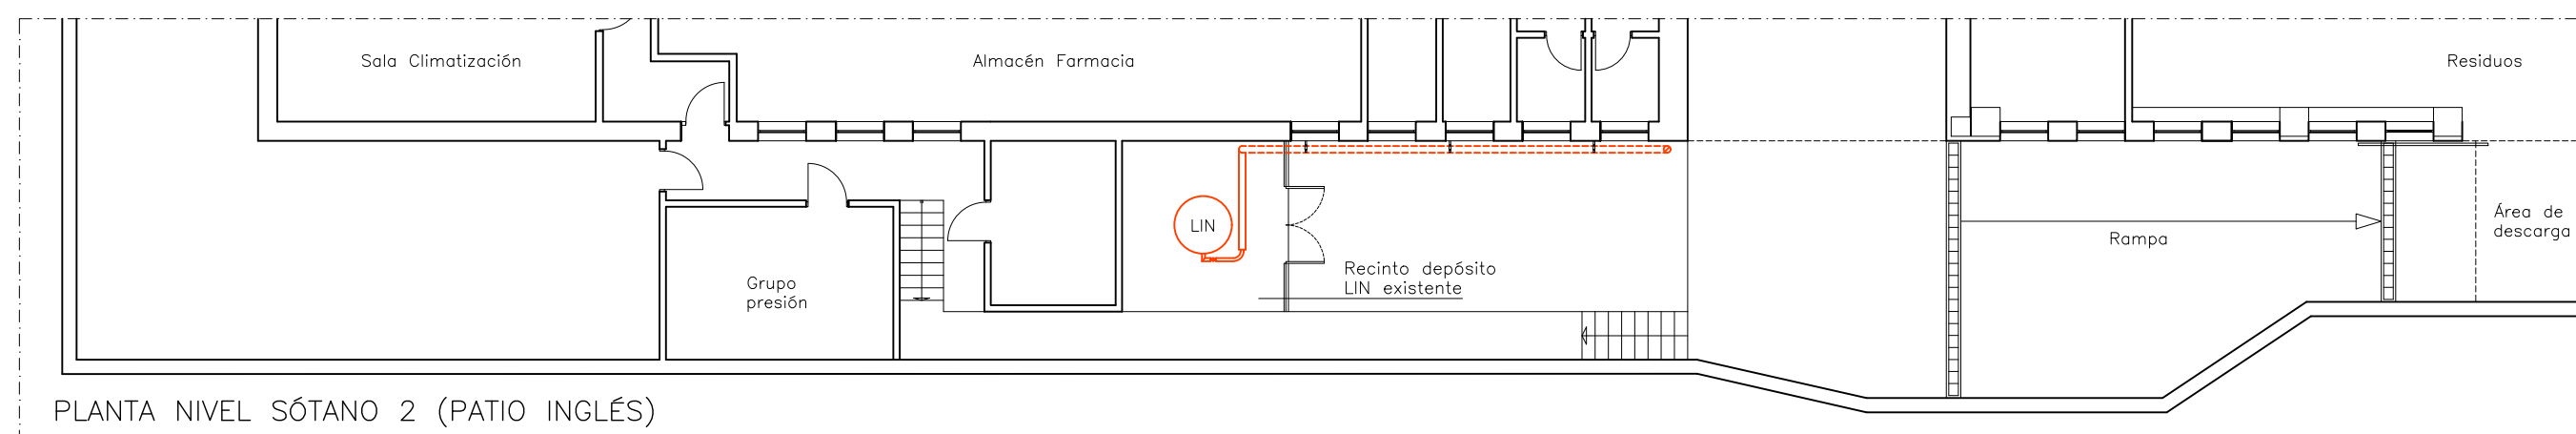 Sala Climatización
Almacén Farmacia
Residuos
LIN
Área de
descarga
Rampa
Recinto depósito
LIN existente
Grupo
presión
PLANTA NIVEL SÓTANO 2 (PATIO INGLÉS)